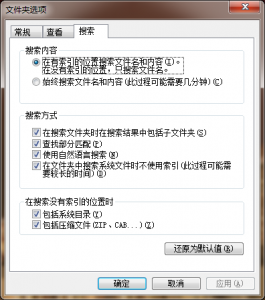 文件夹选项
常规 查看 搜索
搜索内容
在有索引的位置搜索文件名和内容(I)。
在没有索引的位置,只搜索文件名。
始终搜索文件名和内容(此过程可能需要几分钟)(C)
搜索方式
在搜索文件夹时在搜索结果中包括子文件夹(S)
查找部分匹配(P)
使用自然语言搜索(N)
在文件夹中搜索系统文件时不使用索引(此过程可能需
要较长的时间)(D)
在搜索没有索引的位置时
包括系统目录(Y)
包括压缩文件(ZIP、CAB...)(Z)
还原为默认值(R)
确定 取消 应用(A)